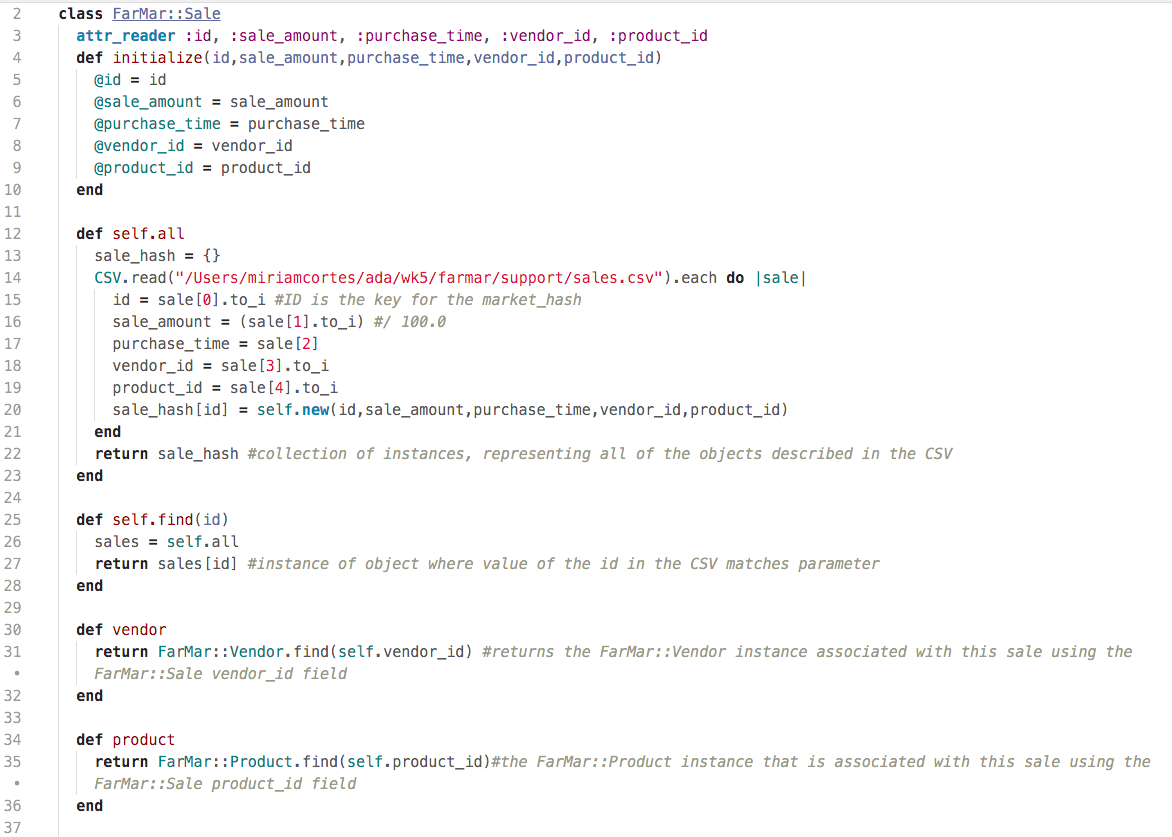 2 class FarMar::Sale
3 attr_reader :id, :sale_amount, :purchase_time, :vendor_id, :product_id
4 def initialize(id,sale_amount,purchase_time,vendor_id,product_id)
5 @id = id
6 @sale_amount = sale_amount
7 @purchase_time = purchase_time
8 @vendor_id = vendor_id
9 @product_id = product_id
10 end
11
12 def self.all
13 sale_hash = {}
14 CSV.read("/Users/miriamcortes/ada/wk5/farmar/support/sales.csv").each do |sale|
15 id = sale[0].to_i #ID is the key for the market_hash
16 sale_amount = (sale[1].to_i) #/ 100.0
17 purchase_time = sale[2]
18 vendor_id = sale[3].to_i
19 product_id = sale[4].to_i
20 sale_hash[id] = self.new(id,sale_amount,purchase_time,vendor_id,product_id)
21 end
22 return sale_hash #collection of instances, representing all of the objects described in the CSV
23 end
24
25 def self.find(id)
26 sales = self.all
27 return sales[id] #instance of object where value of the id in the CSV matches parameter
28 end
29
30 def vendor
31 return FarMar::Vendor.find(self.vendor_id) #returns the FarMar::Vendor instance associated with this sale using the
• FarMar::Sale vendor_id field
32 end
33
34 def product
35 return FarMar::Product.find(self.product_id)#the FarMar::Product instance that is associated with this sale using the
• FarMar::Sale product_id field
36 end
37